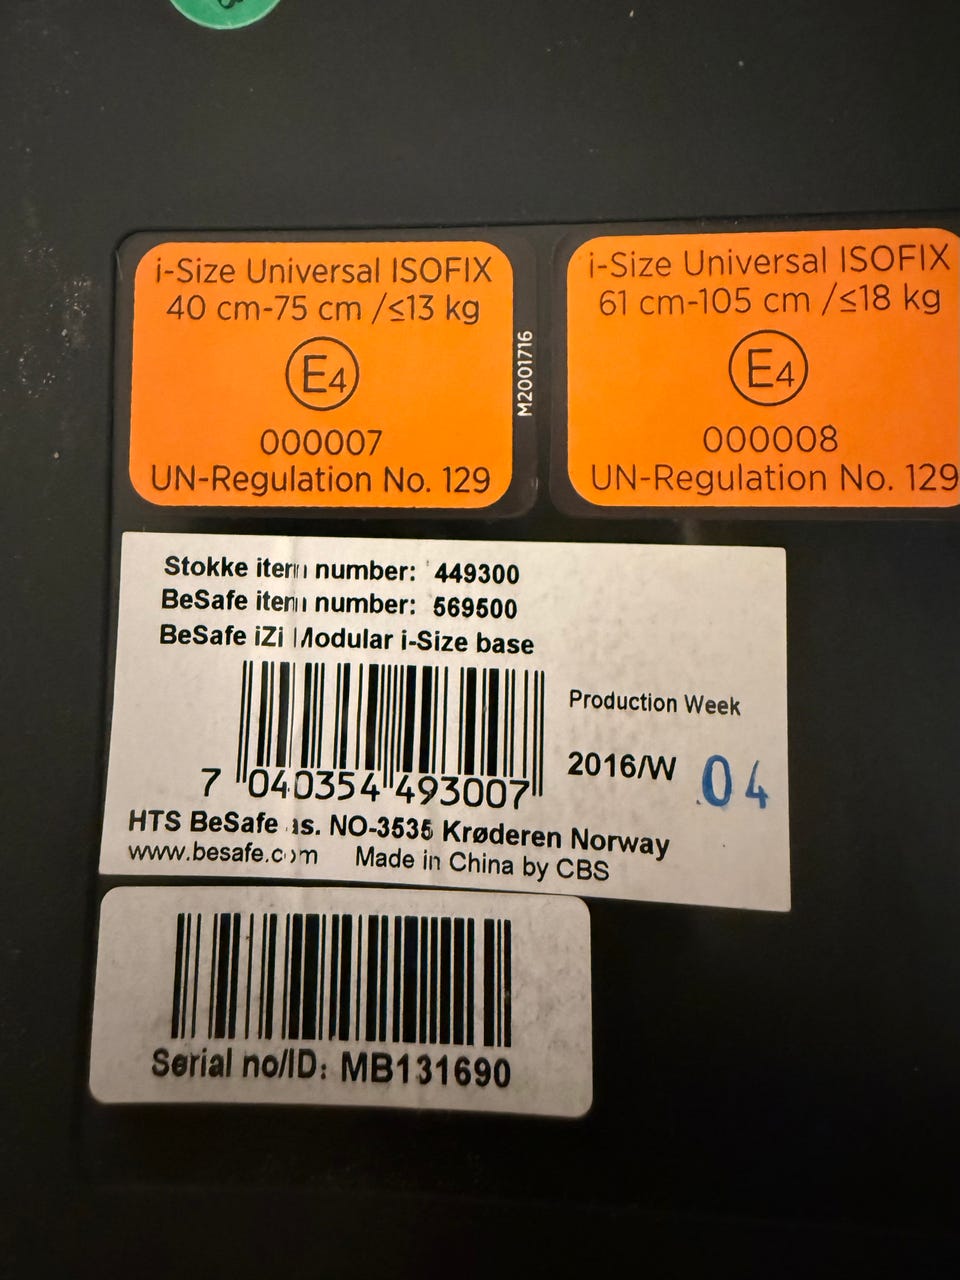 i-Size Universal ISOFIX
40 cm-75 cm /≤13 kg
E4
000007
UN-Regulation No. 129
M2001716
i-Size Universal ISOFIX
61 cm-105 cm /≤18 kg
E4
000008
UN-Regulation No. 129
Stokke item number: 449300
BeSafe item number: 569500
BeSafe iZi Modular i-Size base
7 040354 493007
Production Week
2016/W 04
HTS BeSafe as. NO-3535 Krøderen Norway
www.besafe.com Made in China by CBS
Serial no/ID: MB131690